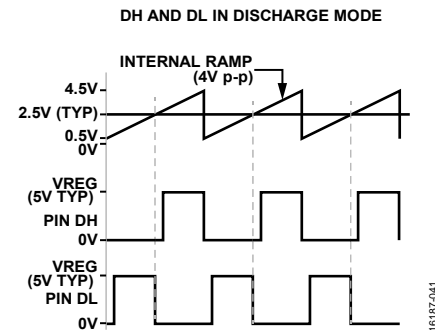 DH AND DL IN DISCHARGE MODE
INTERNAL RAMP
(4V p-p)
4.5V
2.5V (TYP)
0.5V
0V
VREG
(5V TYP)
PIN DH
0V
VREG
(5V TYP)
PIN DL
0V
16187-041